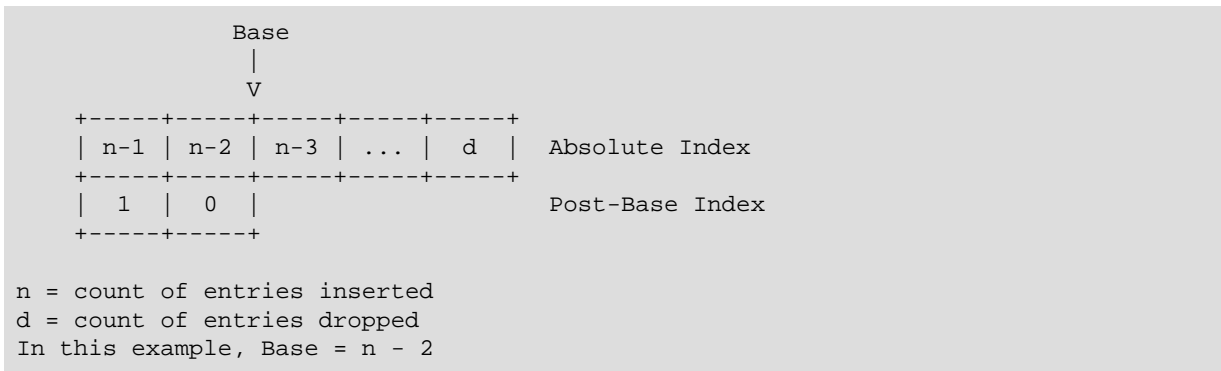 Base
|
V
+-----+-----+-----+-----+-----+
| n-1 | n-2 | n-3 | ... | d | Absolute Index
+-----+-----+-----+-----+-----+
| 1 | 0 | Post-Base Index
+-----+-----+
n = count of entries inserted
d = count of entries dropped
In this example, Base = n - 2